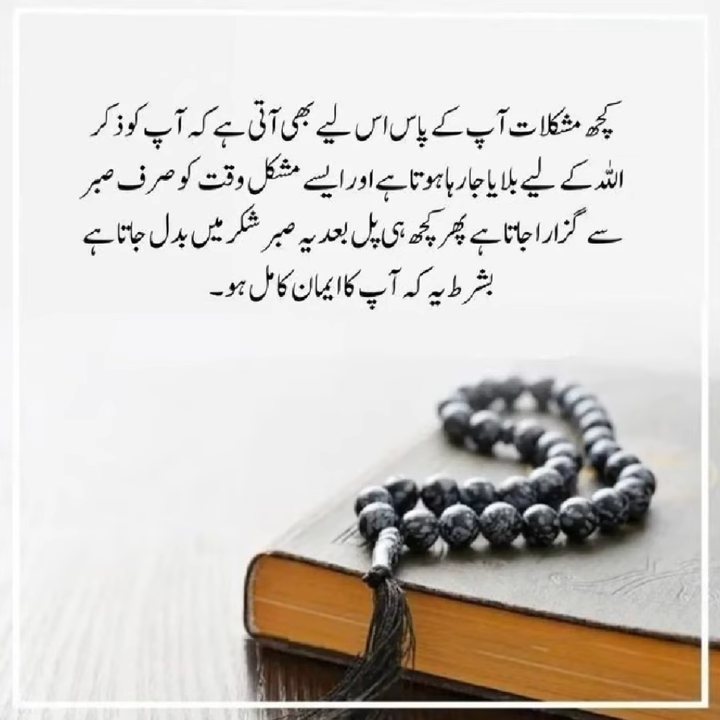 کچھ مشکلات آپ کے پاس اس لیے بھی آتی ہے کہ آپ کو ذکر
اللہ کے لیے بلایا جا رہا ہوتا ہے اور ایسے مشکل وقت کو صرف صبر
سے گزارا جاتا ہے پھر کچھ ہی پل بعد یہ صبر شکر میں بدل جاتا ہے
بشرط یہ کہ آپ کا ایمان کامل ہو۔